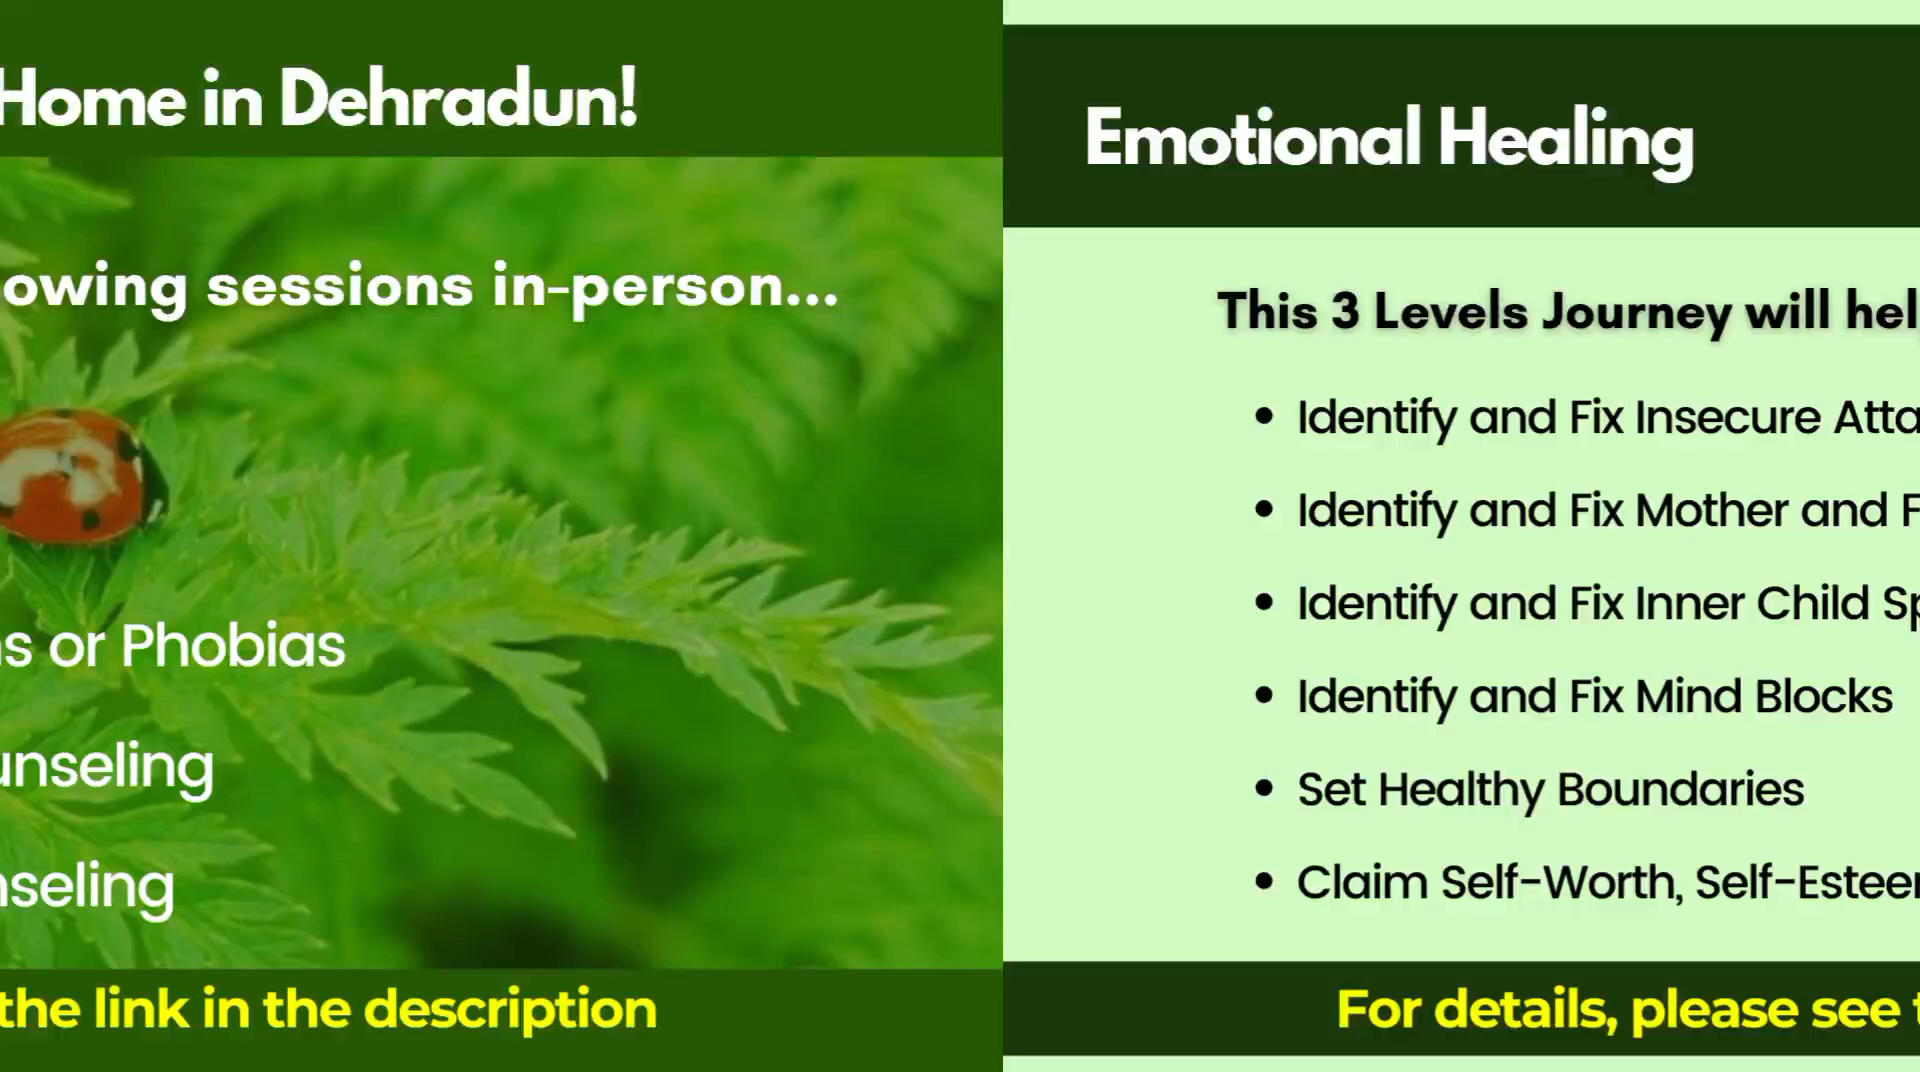 Home in Dehradun!
owing sessions in-person...
or Phobias
unseling
nseling
the link in the description
Emotional Healing
This 3 Levels Journey will hel
Identify and Fix Insecure Atta
Identify and Fix Mother and F
Identify and Fix Inner Child Sp
Identify and Fix Mind Blocks
Set Healthy Boundaries
Claim Self-Worth, Self-Esteem
For details, please see t